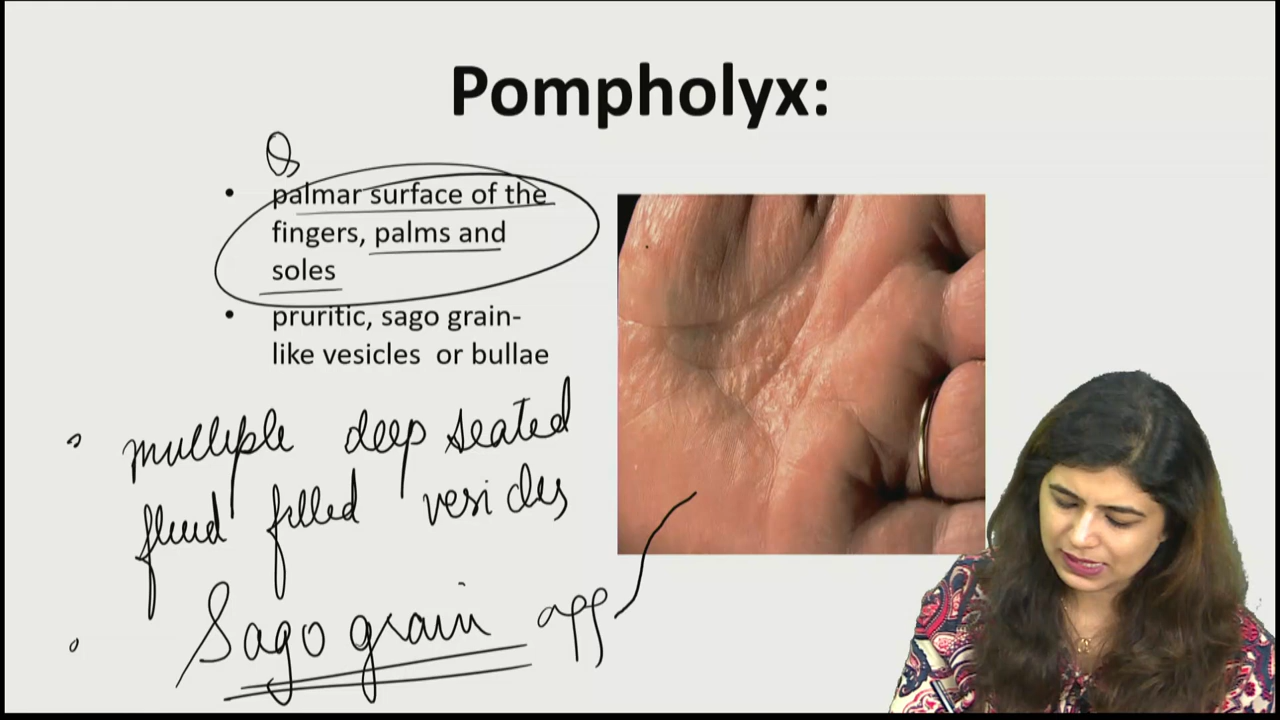 Pompholyx:
• palmar surface of the
fingers, palms and
soles
• pruritic, sago grain-
like vesicles or bullae
multiple deep seated
fluid filled vesicles
Sago grain app